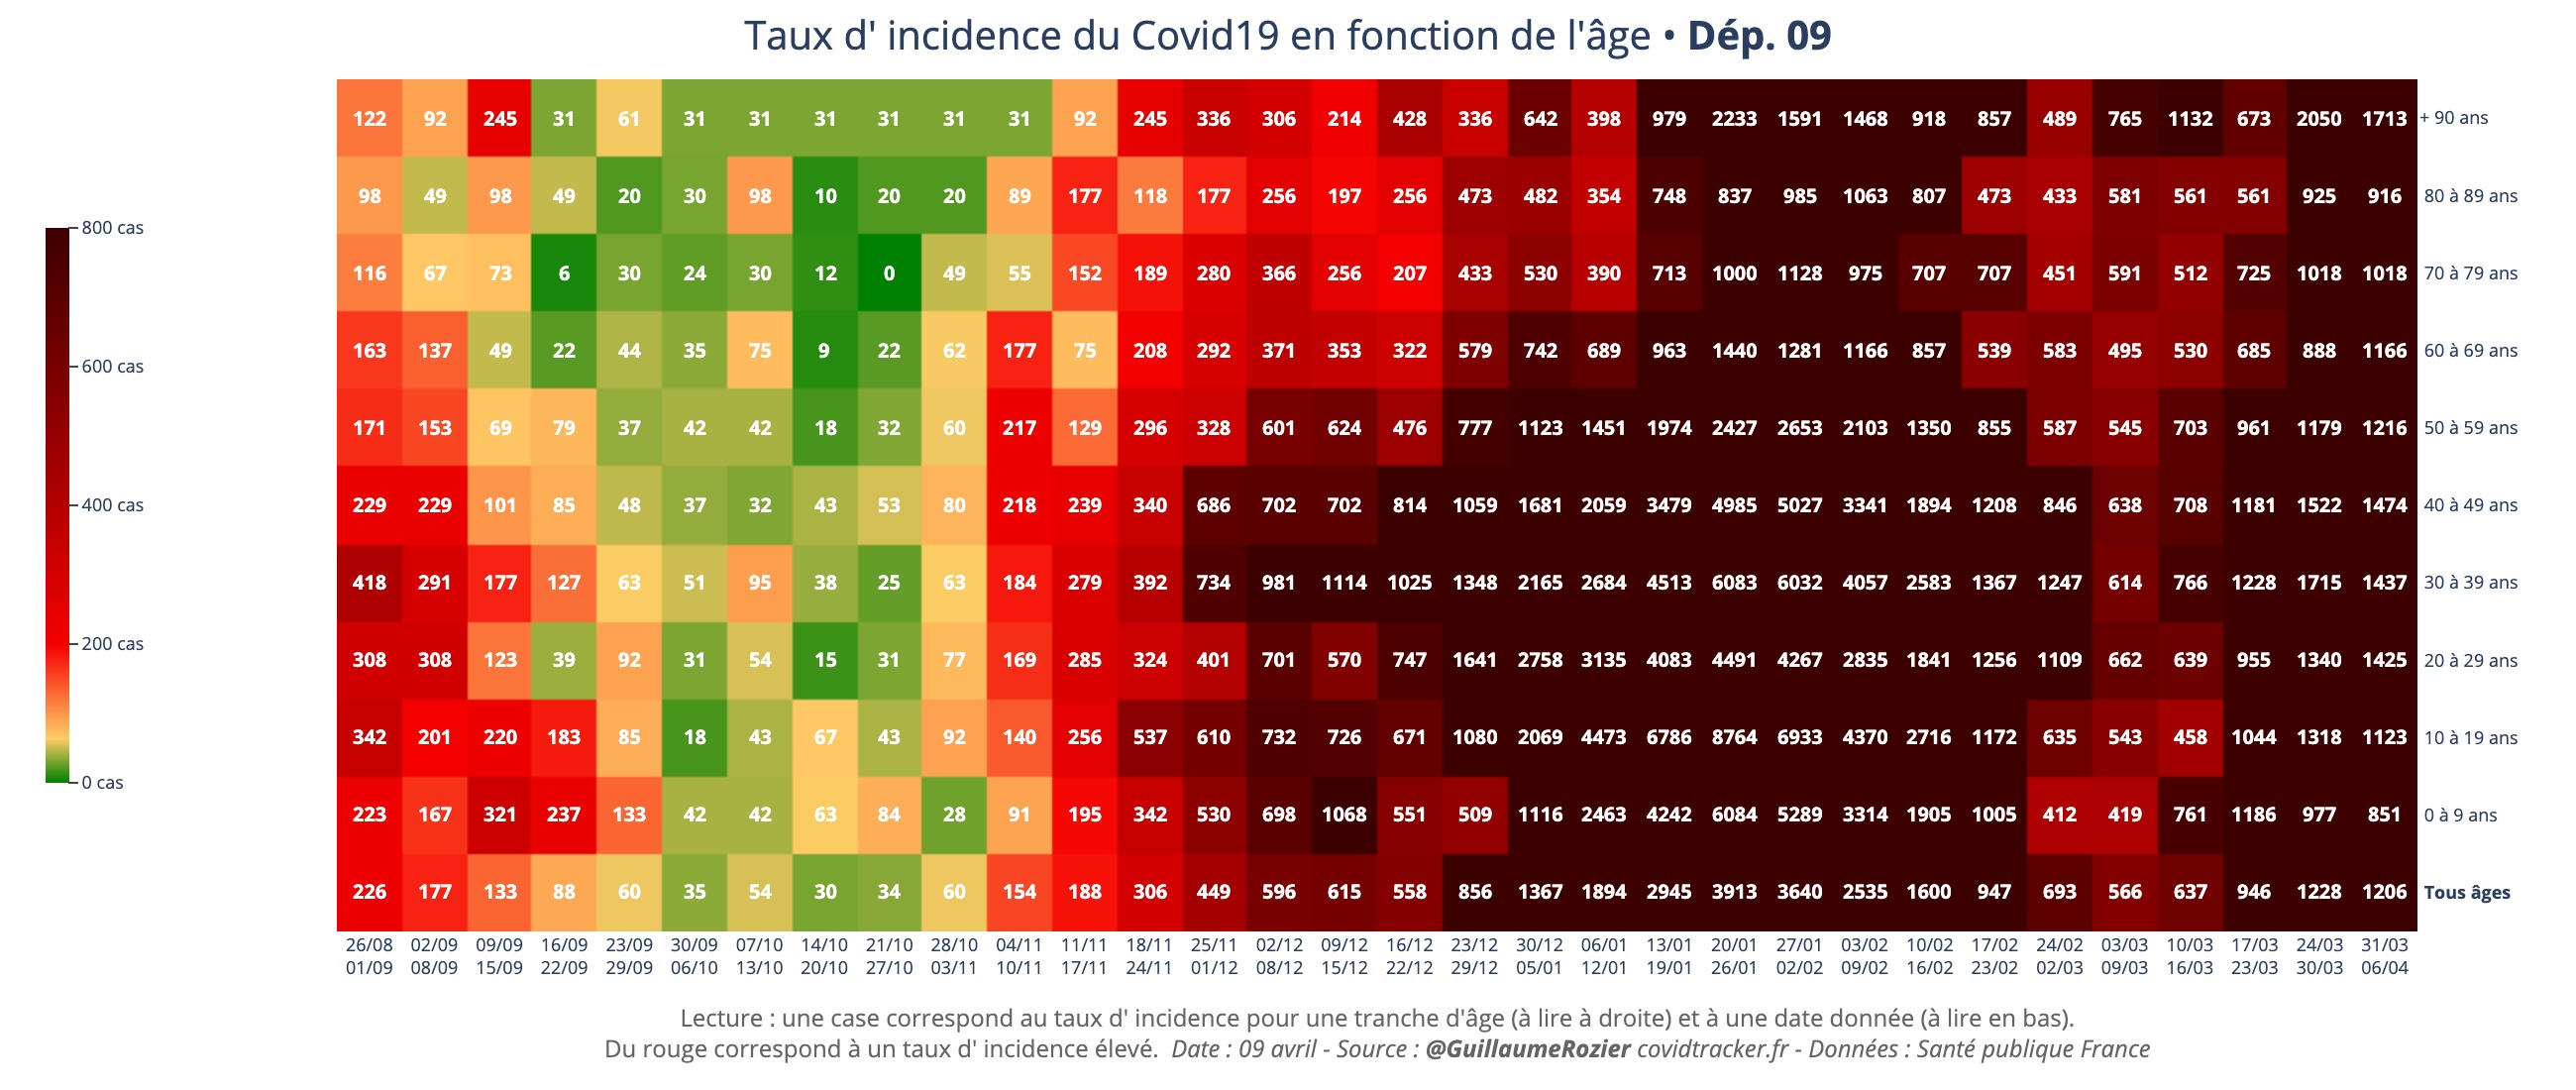 Taux d' incidence du Covid19 en fonction de l'âge • Dép. 09
800 cas
600 cas
400 cas
200 cas
0 cas
122 92 245 31 61 31 31 31 31 31 31 92 245 336 306 214 428 336 642 398 979 2233 1591 1468 918 857 489 765 1132 673 2050 1713 + 90 ans
98 49 98 49 20 30 98 10 20 20 89 177 118 177 256 197 256 473 482 354 748 837 985 1063 807 473 433 581 561 561 925 916 80 à 89 ans
116 67 73 6 30 24 30 12 0 49 55 152 189 280 366 256 207 433 530 390 713 1000 1128 975 707 707 451 591 512 725 1018 1018 70 à 79 ans
163 137 49 22 44 35 75 9 22 62 177 75 208 292 371 353 322 579 742 689 963 1440 1281 1166 857 539 583 495 530 685 888 1166 60 à 69 ans
171 153 69 79 37 42 42 18 32 60 217 129 296 328 601 624 476 777 1123 1451 1974 2427 2653 2103 1350 855 587 545 703 961 1179 1216 50 à 59 ans
229 229 101 85 48 37 32 43 53 80 218 239 340 686 702 702 814 1059 1681 2059 3479 4985 5027 3341 1894 1208 846 638 708 1181 1522 1474 40 à 49 ans
418 291 177 127 63 51 95 38 25 63 184 279 392 734 981 1114 1025 1348 2165 2684 4513 6083 6032 4057 2583 1367 1247 614 766 1228 1715 1437 30 à 39 ans
308 308 123 39 92 31 54 15 31 77 169 285 324 401 701 570 747 1641 2758 3135 4083 4491 4267 2835 1841 1256 1109 662 639 955 1340 1425 20 à 29 ans
342 201 220 183 85 18 43 67 43 92 140 256 537 610 732 726 671 1080 2069 4473 6786 8764 6933 4370 2716 1172 635 543 458 1044 1318 1123 10 à 19 ans
223 167 321 237 133 42 42 63 84 28 91 195 342 530 698 1068 551 509 1116 2463 4242 6084 5289 3314 1905 1005 412 419 761 1186 977 851 0 à 9 ans
226 177 133 88 60 35 54 30 34 60 154 188 306 449 596 615 558 856 1367 1894 2945 3913 3640 2535 1600 947 693 566 637 946 1228 1206 Tous âges
26/08 02/09 09/09 16/09 23/09 30/09 07/10 14/10 21/10 28/10 04/11 11/11 18/11 25/11 02/12 09/12 16/12 23/12 30/12 06/01 13/01 20/01 27/01 03/02 10/02 17/02 24/02 03/03 10/03 17/03 24/03 31/03
01/09 08/09 15/09 22/09 29/09 06/10 13/10 20/10 27/10 03/11 10/11 17/11 24/11 01/12 08/12 15/12 22/12 29/12 05/01 12/01 19/01 26/01 02/02 09/02 16/02 23/02 02/03 09/03 16/03 23/03 30/03 06/04
Lecture : une case correspond au taux d' incidence pour une tranche d'âge (à lire à droite) et à une date donnée (à lire en bas).
Du rouge correspond à un taux d' incidence élevé. Date : 09 avril - Source : @GuillaumeRozier covidtracker.fr - Données : Santé publique France